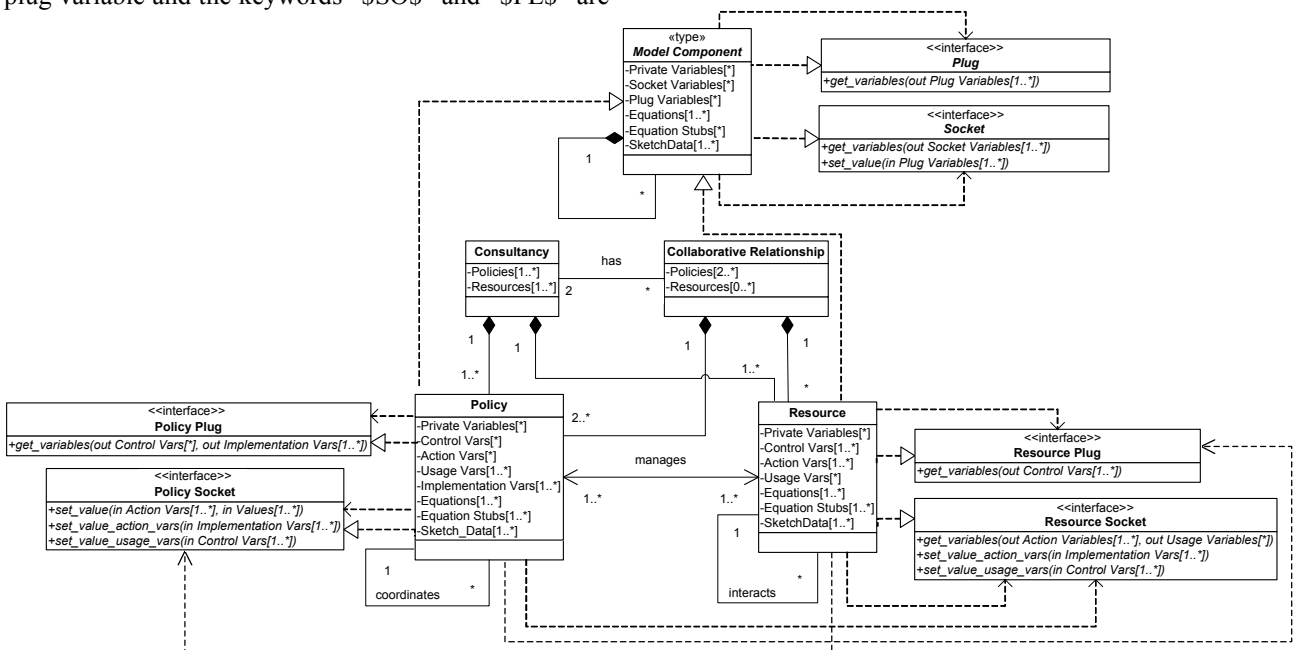 plug variable and the keywords "$SO$" and "$PE$" are
«type»
Model Component
-Private Variables[*]
-Socket Variables[*]
-Plug Variables[*]
-Equations[1..*]
-Equation Stubs[*]
-SketchData[1..*]
1
*
<<interface>>
Plug
+get_variables(out Plug Variables[1..*])
<<interface>>
Socket
+get_variables(out Socket Variables[1..*])
+set_value(in Plug Variables[1..*])
Consultancy
-Policies[1..*]
-Resources[1..*]
has
2
*
Collaborative Relationship
-Policies[2..*]
-Resources[0..*]
1
1
1
1
1..*
1..*
*
2..*
<<interface>>
Policy Plug
+get_variables(out Control Vars[*], out Implementation Vars[1..*])
<<interface>>
Policy Socket
+set_value(in Action Vars[1..*], in Values[1..*])
+set_value_action_vars(in Implementation Vars[1..*])
+set_value_usage_vars(in Control Vars[1..*])
Policy
-Private Variables[*]
-Control Vars[*]
-Action Vars[*]
-Usage Vars[1..*]
-Implementation Vars[1..*]
-Equations[1..*]
-Equation Stubs[*]
-Sketch_Data[1..*]
1
coordinates
*
manages
1..*
1..*
Resource
-Private Variables[*]
-Control Vars[1..*]
-Action Vars[1..*]
-Usage Vars[*]
-Equations[1..*]
-Equation Stubs[*]
-SketchData[1..*]
1
*
interacts
<<interface>>
Resource Plug
+get_variables(out Control Vars[1..*])
<<interface>>
Resource Socket
+get_variables(out Action Variables[1..*], out Usage Variables[*])
+set_value_action_vars(in Implementation Vars[1..*])
+set_value_usage_vars(in Control Vars[1..*])